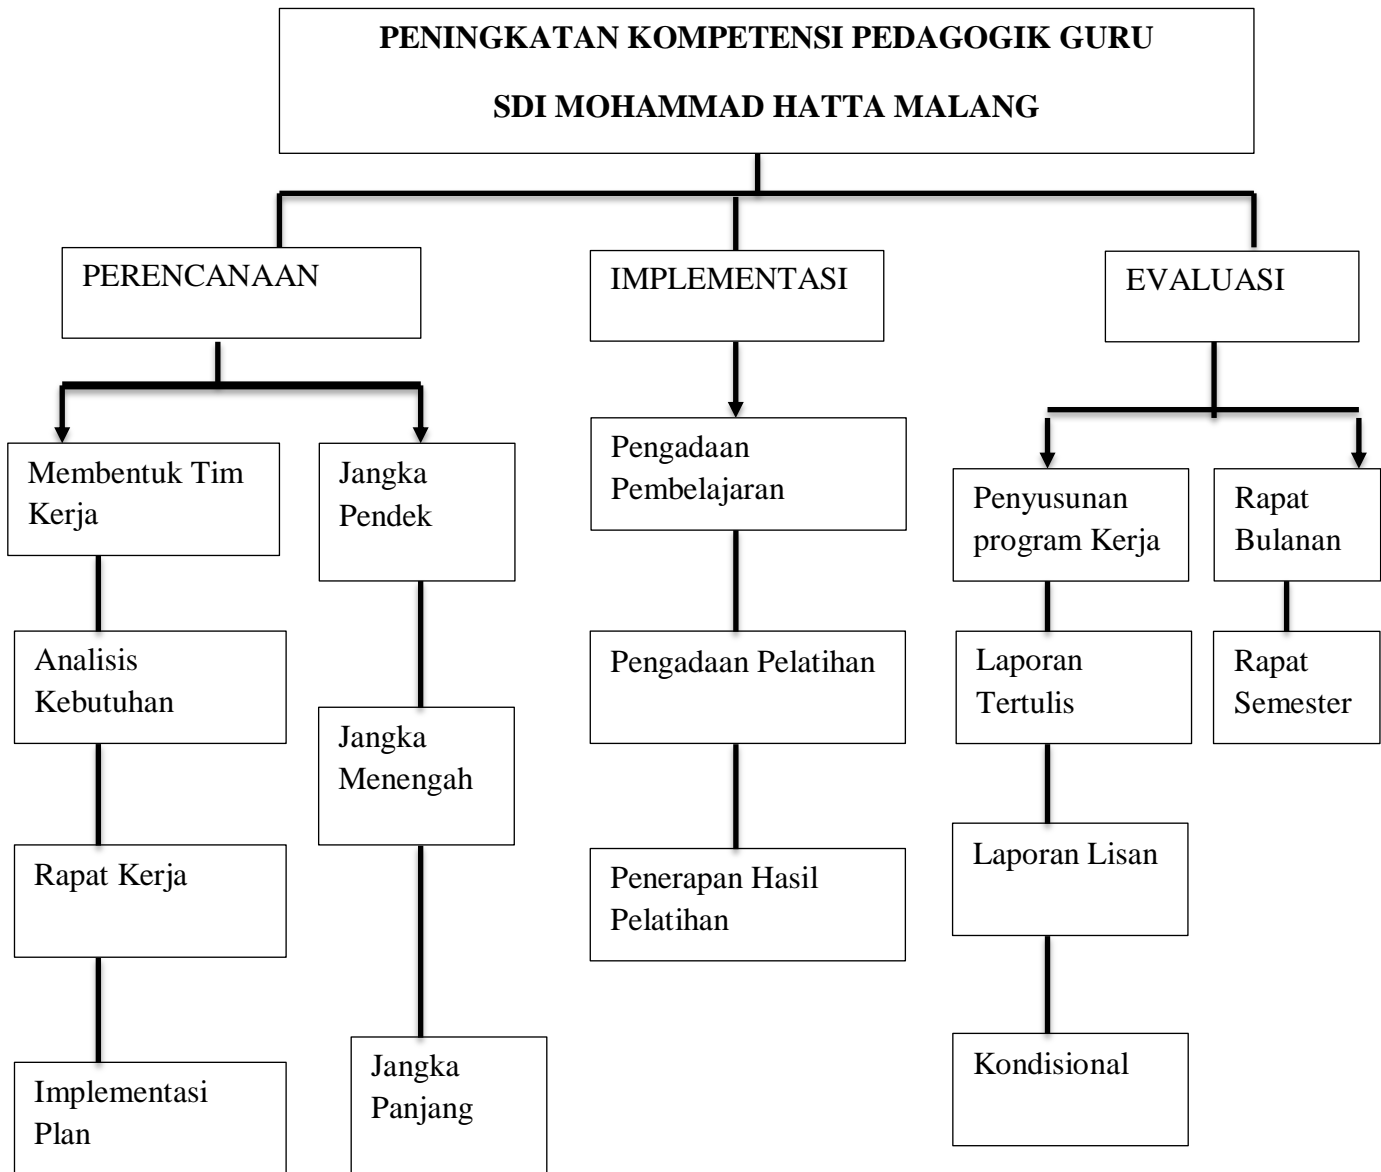 PENINGKATAN KOMPETENSI PEDAGOGIK GURU
SDI MOHAMMAD HATTA MALANG
PERENCANAAN
IMPLEMENTASI
EVALUASI
Membentuk Tim
Kerja
Analisis
Kebutuhan
Rapat Kerja
Implementasi
Plan
Jangka
Pendek
Jangka
Menengah
Jangka
Panjang
Pengadaan
Pembelajaran
Pengadaan Pelatihan
Penerapan Hasil
Pelatihan
Penyusunan
program Kerja
Laporan
Tertulis
Laporan Lisan
Kondisional
Rapat
Bulanan
Rapat
Semester